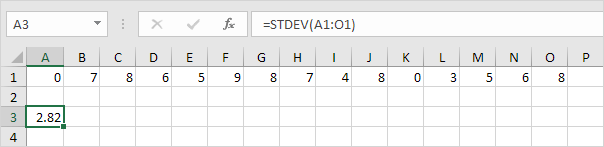 A3 =STDEV(A1:O1)
A B C D E F G H I J K L M N O P
1 0 7 8 6 5 9 8 7 4 8 0 3 5 6 8
2
3 2.82
4